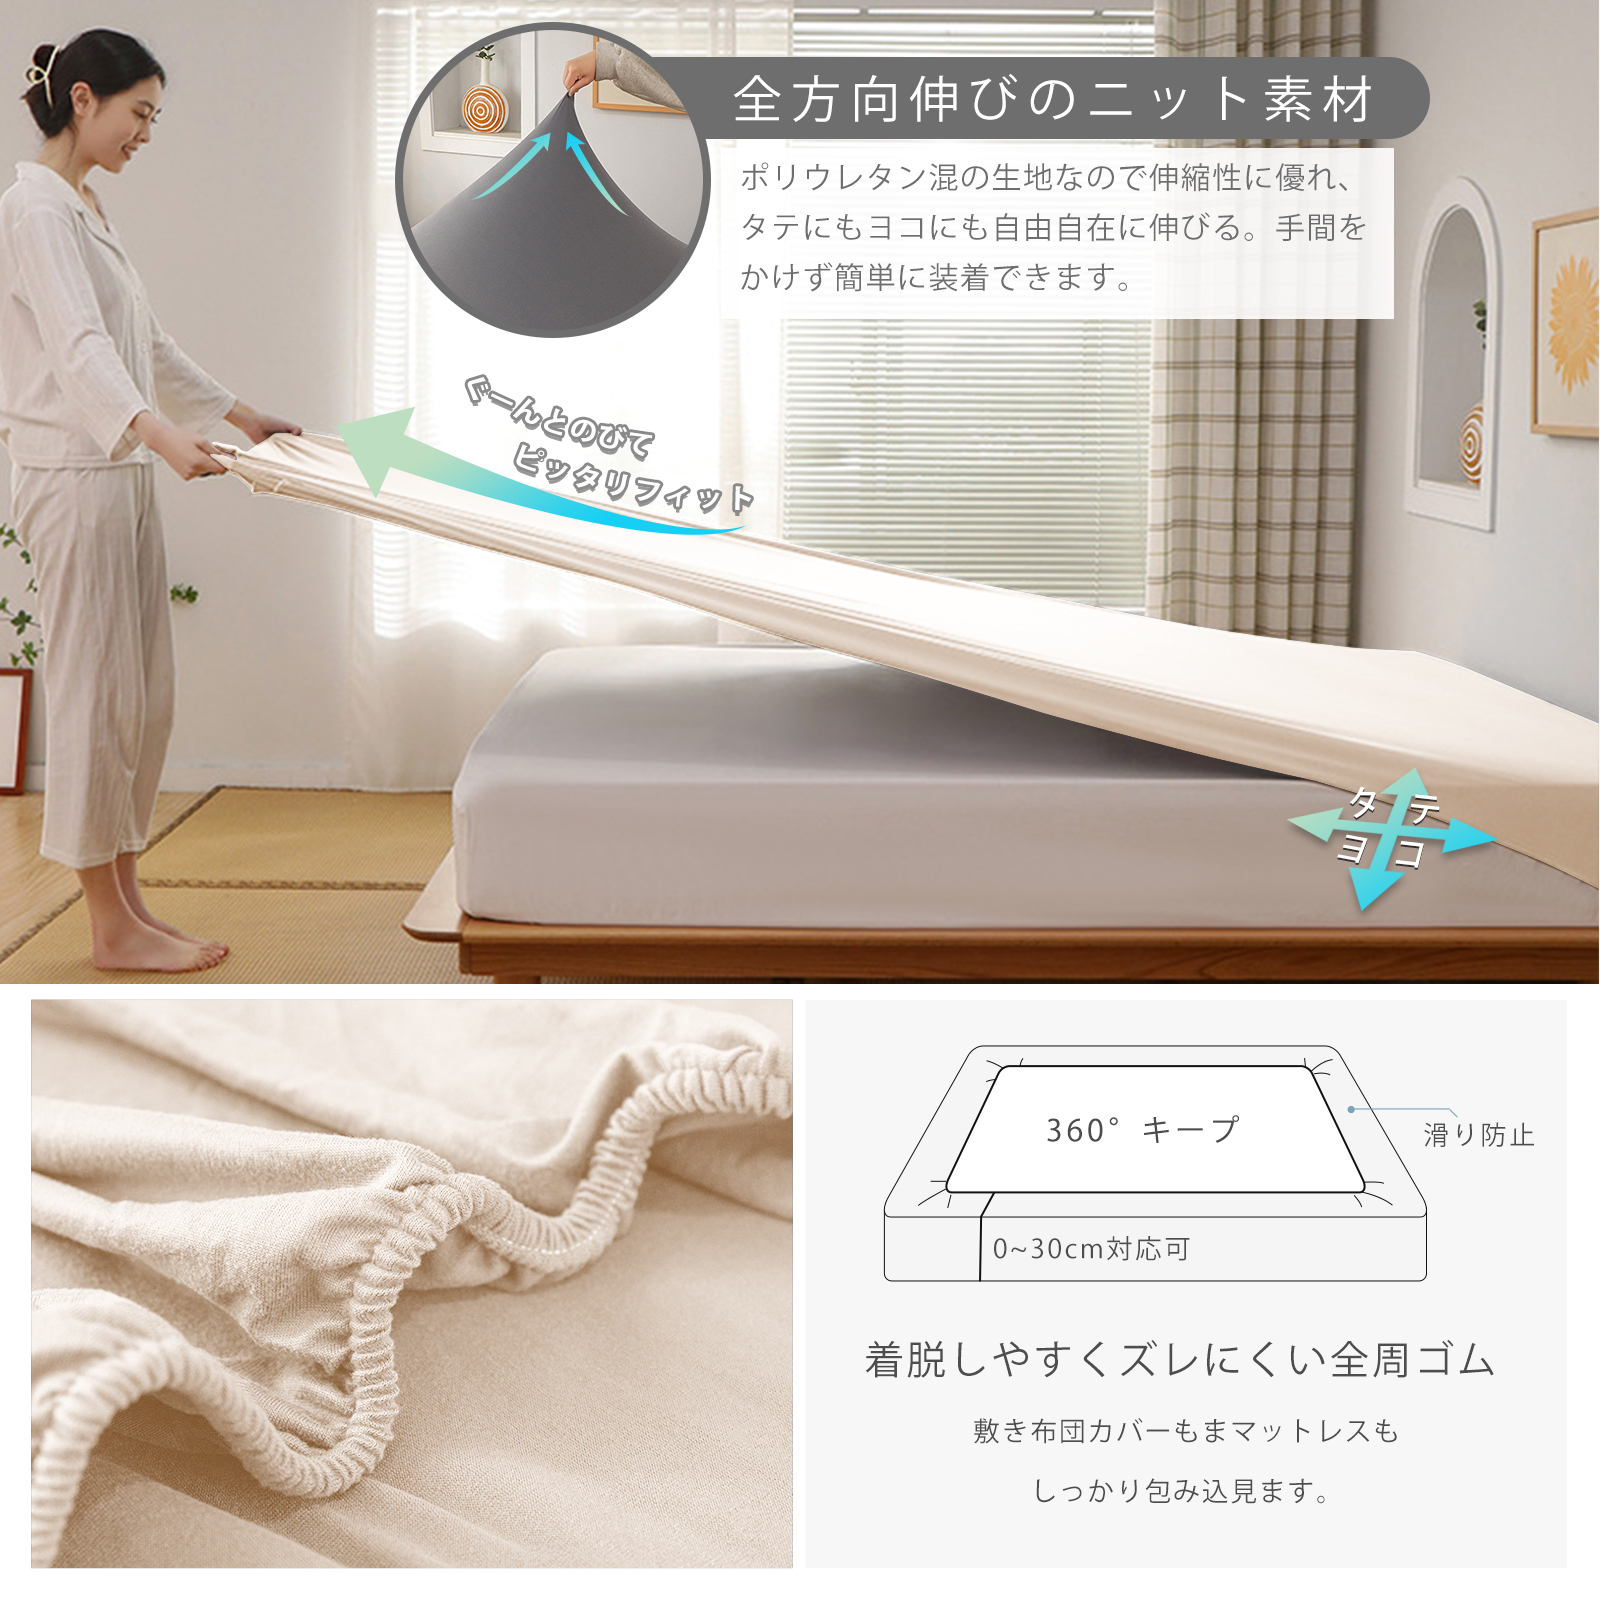 全方向伸びのニット素材
ポリウレタン混の生地なので伸縮性に優れ、
タテにもヨコにも自由自在に伸びる。手間を
かけず簡単に装着できます。
ぐーんとのびて
ピッタリフィット
タテ
ヨコ
360°キープ
滑り防止
0~30cm対応可
着脱しやすくズレにくい全周ゴム
敷き布団カバーもまマットレスも
しっかり包み込見ます。